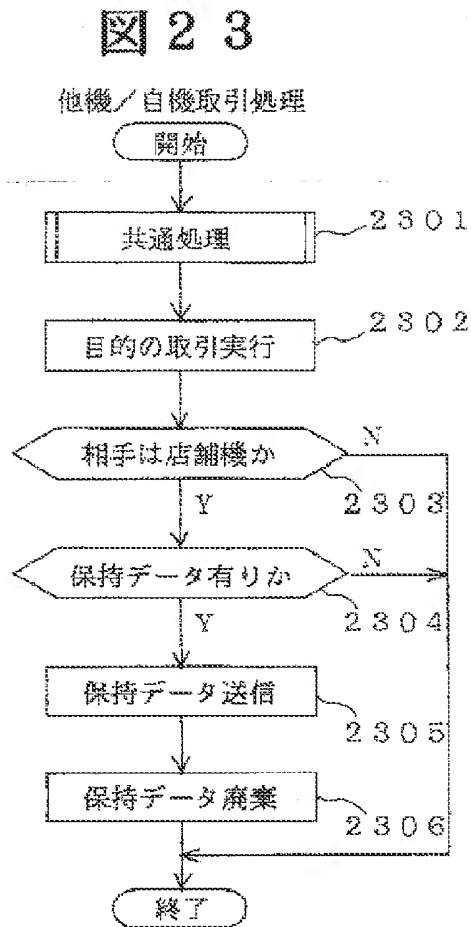 図２３
他機／自機取引処理
開始
共通処理
２３０１
目的の取引実行
２３０２
相手は店舗機か
N
２３０３
Y
保持データ有りか
N
２３０４
Y
保持データ送信
２３０５
保持データ廃棄
２３０６
終了